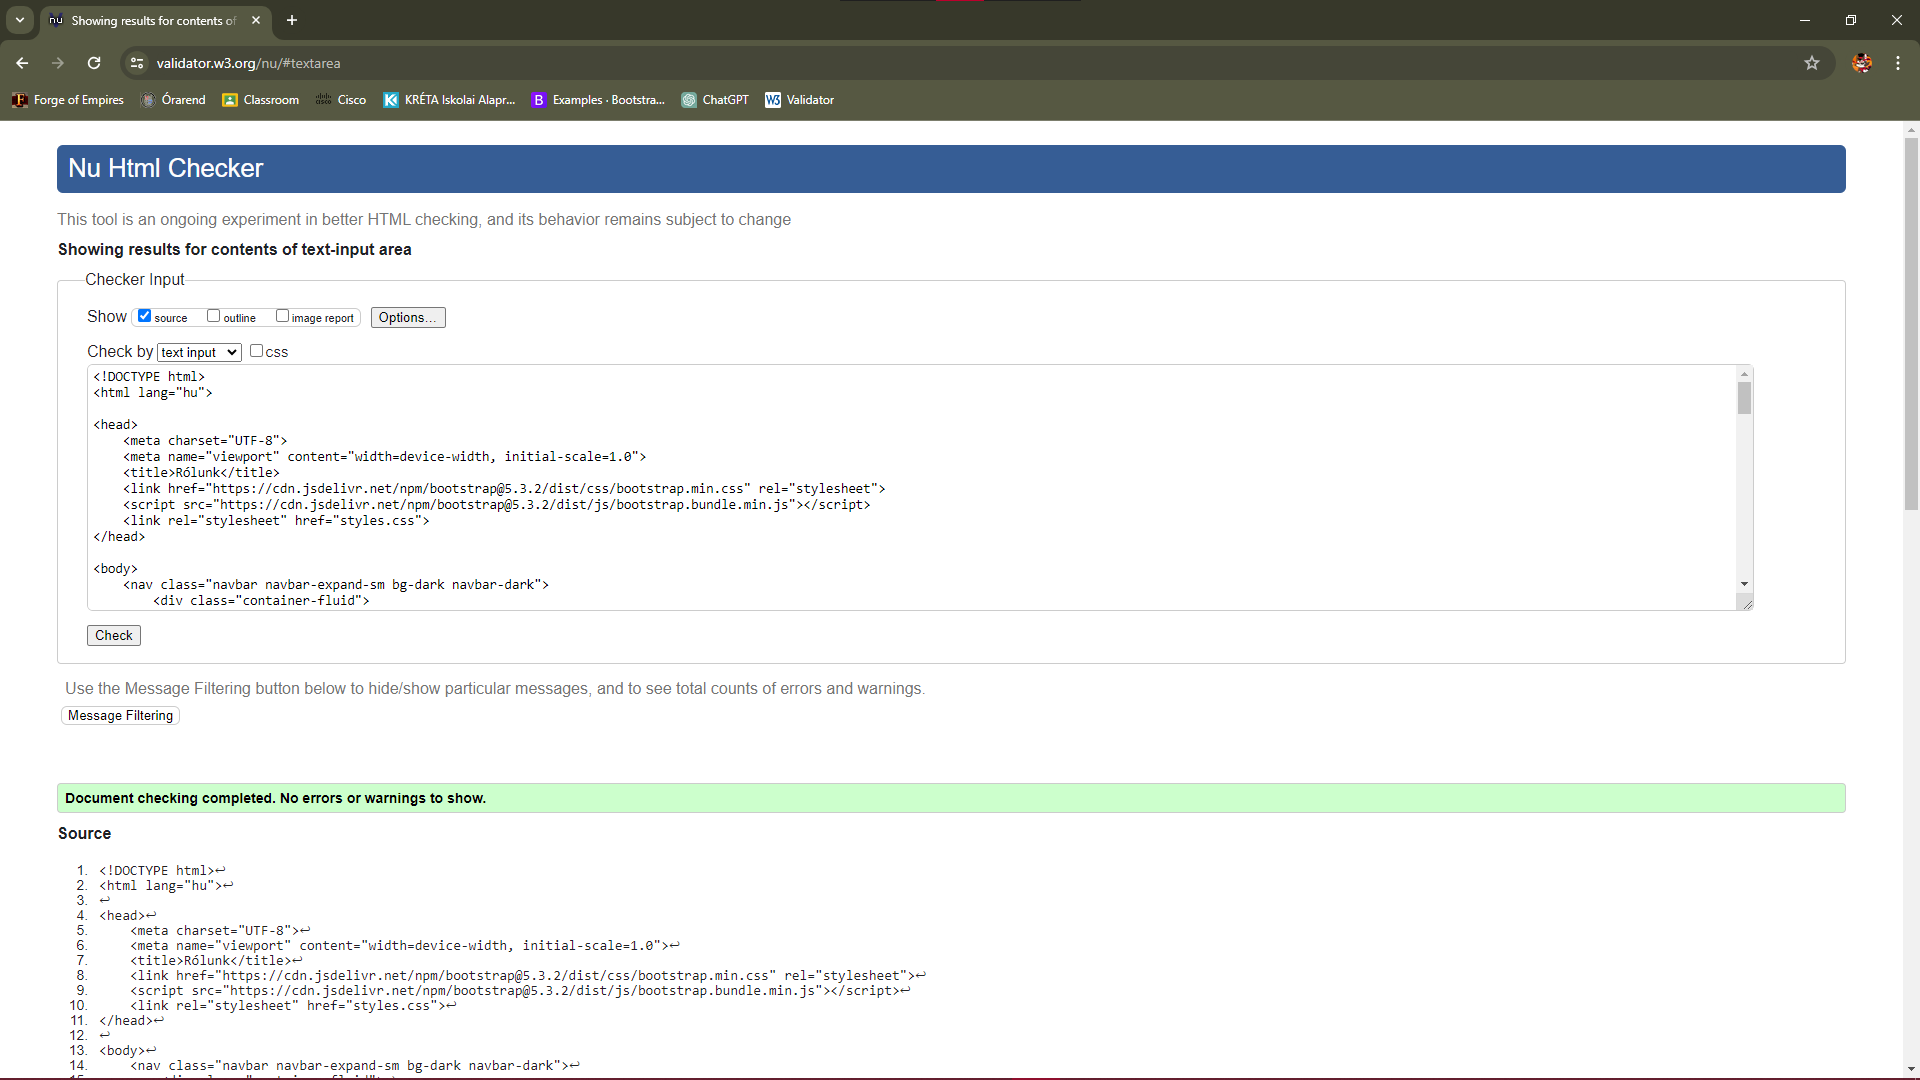 nu Showing results for contents of
validator.w3.org/nu/#textarea
Forge of Empires Órarend Classroom Cisco KRÉTA Iskolai Alapr... B Examples · Bootstra... ChatGPT W3 Validator
Nu Html Checker
This tool is an ongoing experiment in better HTML checking, and its behavior remains subject to change
Showing results for contents of text-input area
Checker Input
Show source outline image report Options...
Check by text input css
<!DOCTYPE html>
<html lang="hu">
<head>
<meta charset="UTF-8">
<meta name="viewport" content="width=device-width, initial-scale=1.0">
<title>Rólunk</title>
<link href="https://cdn.jsdelivr.net/npm/bootstrap@5.3.2/dist/css/bootstrap.min.css" rel="stylesheet">
<script src="https://cdn.jsdelivr.net/npm/bootstrap@5.3.2/dist/js/bootstrap.bundle.min.js"></script>
<link rel="stylesheet" href="styles.css">
</head>
<body>
<nav class="navbar navbar-expand-sm bg-dark navbar-dark">
<div class="container-fluid">
Check
Use the Message Filtering button below to hide/show particular messages, and to see total counts of errors and warnings.
Message Filtering
Document checking completed. No errors or warnings to show.
Source
1. <!DOCTYPE html>↩
2. <html lang="hu">↩
3. ↩
4. <head>↩
5. <meta charset="UTF-8">↩
6. <meta name="viewport" content="width=device-width, initial-scale=1.0">↩
7. <title>Rólunk</title>↩
8. <link href="https://cdn.jsdelivr.net/npm/bootstrap@5.3.2/dist/css/bootstrap.min.css" rel="stylesheet">↩
9. <script src="https://cdn.jsdelivr.net/npm/bootstrap@5.3.2/dist/js/bootstrap.bundle.min.js"></script>↩
10. <link rel="stylesheet" href="styles.css">↩
11. </head>↩
12. ↩
13. <body>↩
14. <nav class="navbar navbar-expand-sm bg-dark navbar-dark">↩